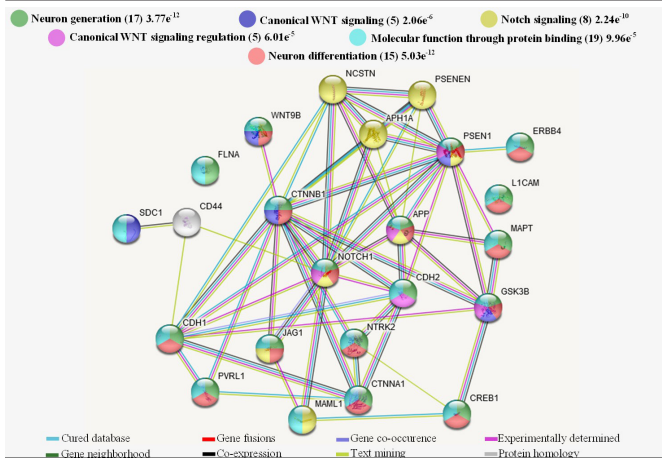 Neuron generation (17) 3.77e-12 Canonical WNT signaling (5) 2.06e-6 Notch signaling (8) 2.24e-10
Canonical WNT signaling regulation (5) 6.01e-5 Molecular function through protein binding (19) 9.96e-5
Neuron differentiation (15) 5.03e-12
NCSTN
PSENEN
WNT9B
APH1A
PSEN1
ERBB4
FLNA
L1CAM
CTNNB1
SDC1
CD44
APP
MAPT
NOTCH1
CDH2
GSK3B
CDH1
JAG1
NTRK2
PVRL1
CTNNA1
MAML1
CREB1
Cured database Gene fusions Gene co-occurence Experimentally determined
Gene neighborhood Co-expression Text mining Protein homology